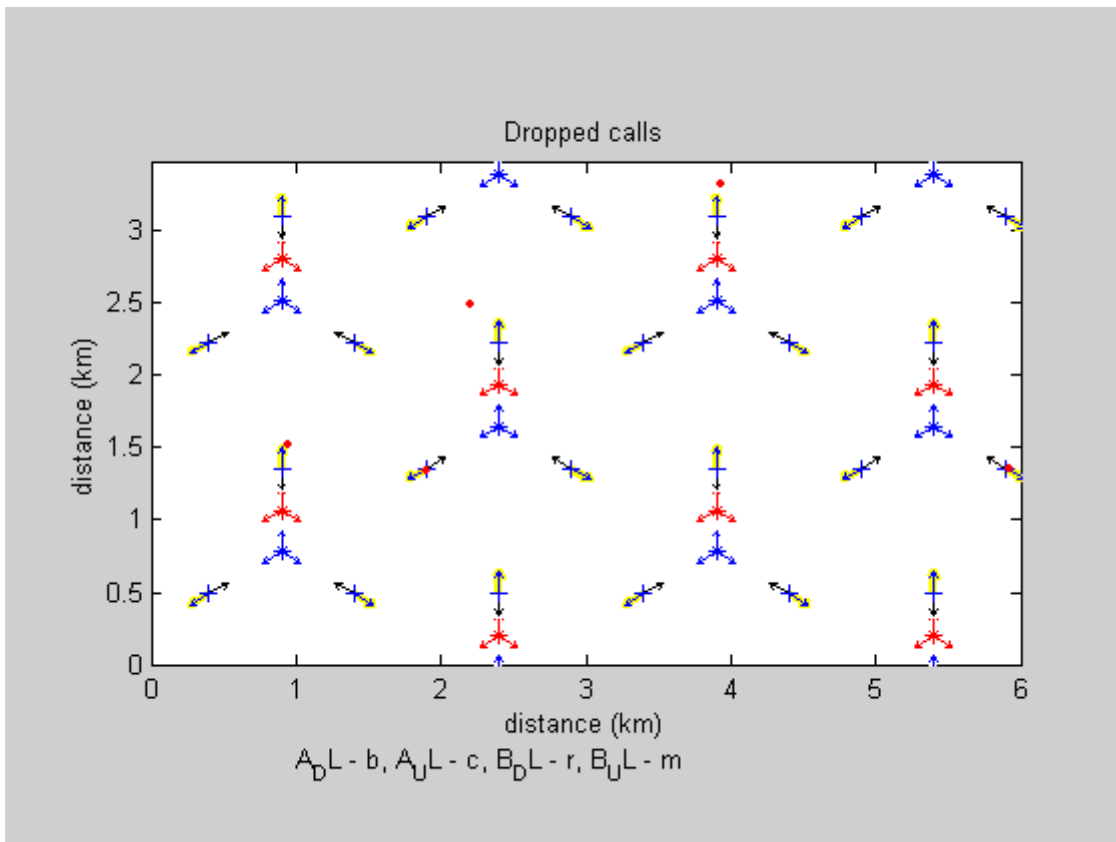 Dropped calls
3
2.5
2
1.5
1
0.5
0
0 1 2 3 4 5 6
distance (km)
distance (km)
A_DL - b, A_UL - c, B_DL - r, B_UL - m